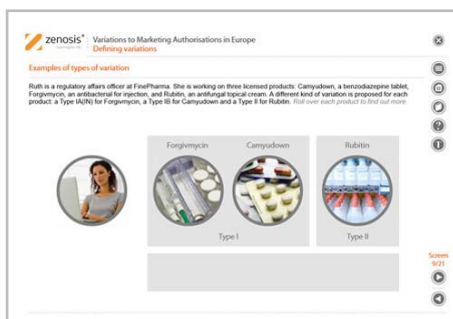 zenosis
Variations to Marketing Authorisations in Europe
Defining variations
Examples of types of variation
Ruth is a regulatory affairs officer at FinePharma. She is working on three licensed products: Camyudown, a benzodiazepine tablet,
Forgivmycin, an antibacterial for injection, and Rubitin, an antifungal topical cream. A different kind of variation is proposed for each
product: a Type IA(IN) for Forgivmycin, a Type IB for Camyudown and a Type II for Rubitin. Roll over each product to find out more.
Forgivmycin Camyudown Rubitin
Type I Type II
Screen
9/21